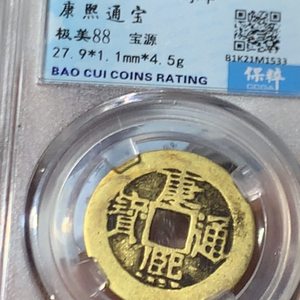 康熙通宝
极美88 宝源
27.9*1.1mm*4.5g
BAO CUI COINS RATING
B1K21M1533
保粹
康熙通寶